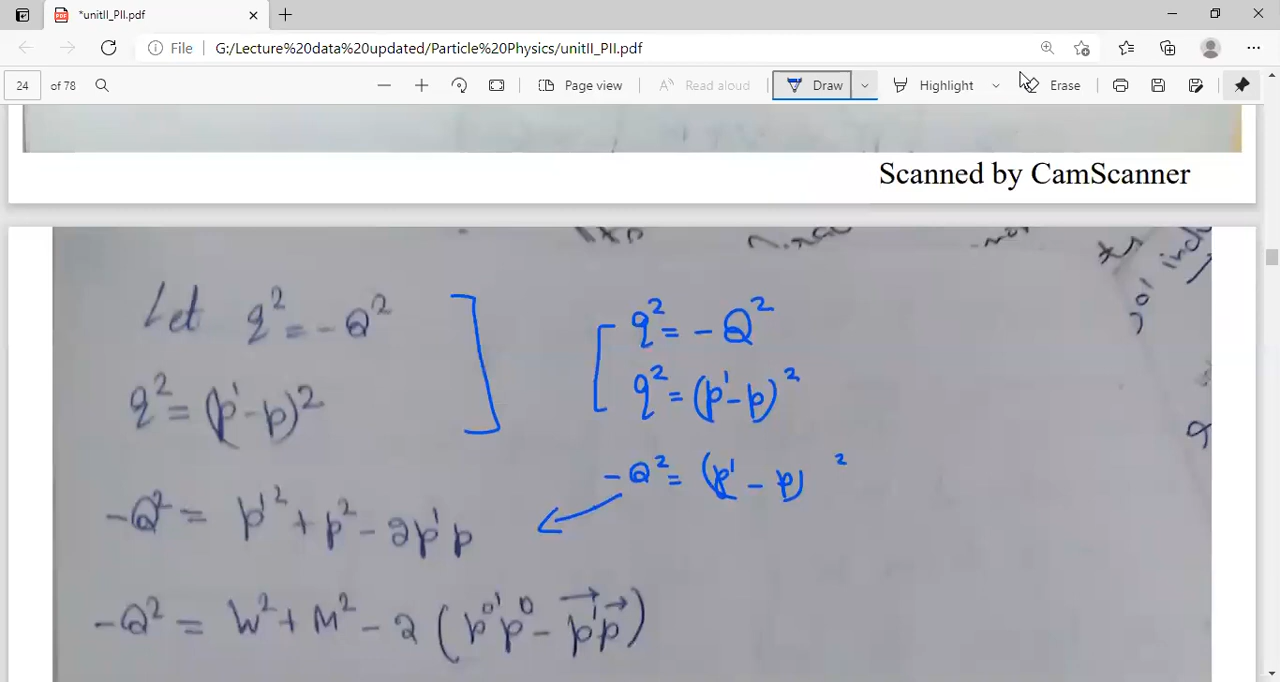 *unitII_PII.pdf
File G:/Lecture%20data%20updated/Particle%20Physics/unitII_PII.pdf
24 of 78 Page view Read aloud Draw Highlight Erase
Scanned by CamScanner
Let q² = -Q²
q² = (p' - p)²
q² = -Q²
q² = (p' - p)²
-Q² = (p' - p)²
-Q² = p'² + p² - 2p'p
-Q² = W² + M² - 2 (p⁰'p⁰ - p⃗'p⃗)